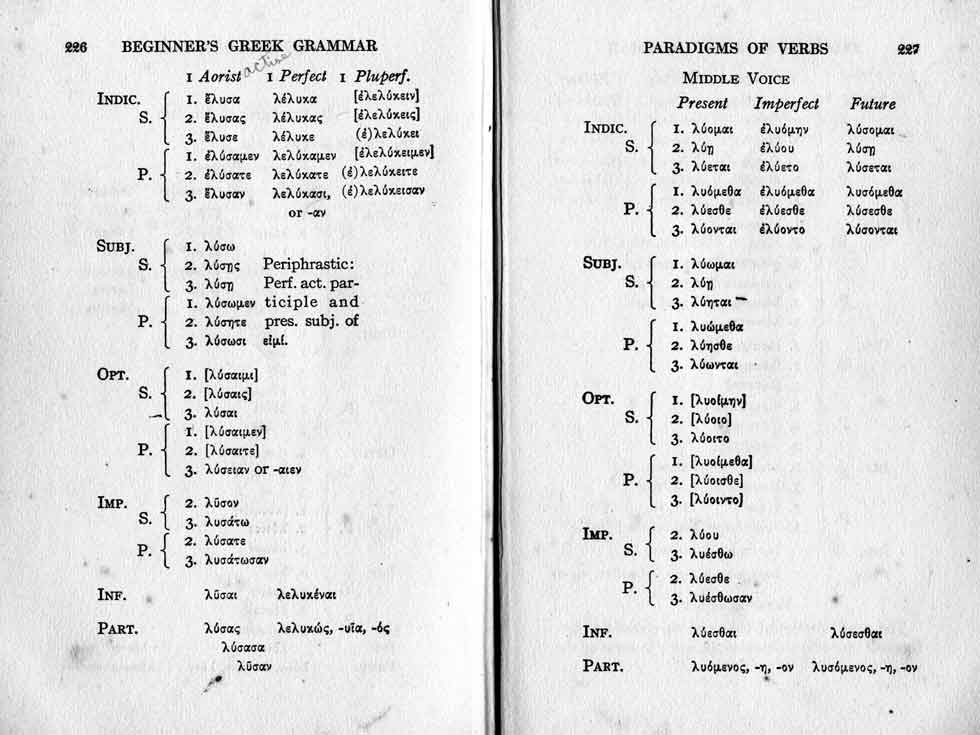 226 BEGINNER'S GREEK GRAMMAR
active
1 Aorist 1 Perfect 1 Pluperf.
INDIC. 1. ἔλυσα λέλυκα [ἐλελύκειν]
S. 2. ἔλυσας λέλυκας [ἐλελύκεις]
3. ἔλυσε λέλυκε (ἐ)λελύκει
1. ἐλύσαμεν λελύκαμεν [ἐλελύκειμεν]
P. 2. ἐλύσατε λελύκατε (ἐ)λελύκειτε
3. ἔλυσαν λελύκασι, (ἐ)λελύκεισαν
or -αν
SUBJ. 1. λύσω
S. 2. λύσῃς Periphrastic:
3. λύσῃ Perf. act. par-
1. λύσωμεν ticiple and
P. 2. λύσητε pres. subj. of
3. λύσωσι εἰμί.
OPT. 1. [λύσαιμι]
S. 2. [λύσαις]
3. λύσαι
1. [λύσαιμεν]
P. 2. [λύσαιτε]
3. λύσειαν or -αιεν
IMP. 2. λῦσον
S. 3. λυσάτω
2. λύσατε
P. 3. λυσάτωσαν
INF. λῦσαι λελυκέναι
PART. λύσας λελυκώς, -υῖα, -ός
λύσασα
λῦσαν
PARADIGMS OF VERBS 227
MIDDLE VOICE
Present Imperfect Future
INDIC. 1. λύομαι ἐλυόμην λύσομαι
S. 2. λύῃ ἐλύου λύσῃ
3. λύεται ἐλύετο λύσεται
1. λυόμεθα ἐλυόμεθα λυσόμεθα
P. 2. λύεσθε ἐλύεσθε λύσεσθε
3. λύονται ἐλύοντο λύσονται
SUBJ. 1. λύωμαι
S. 2. λύῃ
3. λύηται
1. λυώμεθα
P. 2. λύησθε
3. λύωνται
OPT. 1. [λυοίμην]
S. 2. [λύοιο]
3. λύοιτο
1. [λυοίμεθα]
P. 2. [λύοισθε]
3. [λύοιντο]
IMP. 2. λύου
S. 3. λυέσθω
2. λύεσθε
P. 3. λυέσθωσαν
INF. λύεσθαι λύσεσθαι
PART. λυόμενος, -η, -ον λυσόμενος, -η, -ον